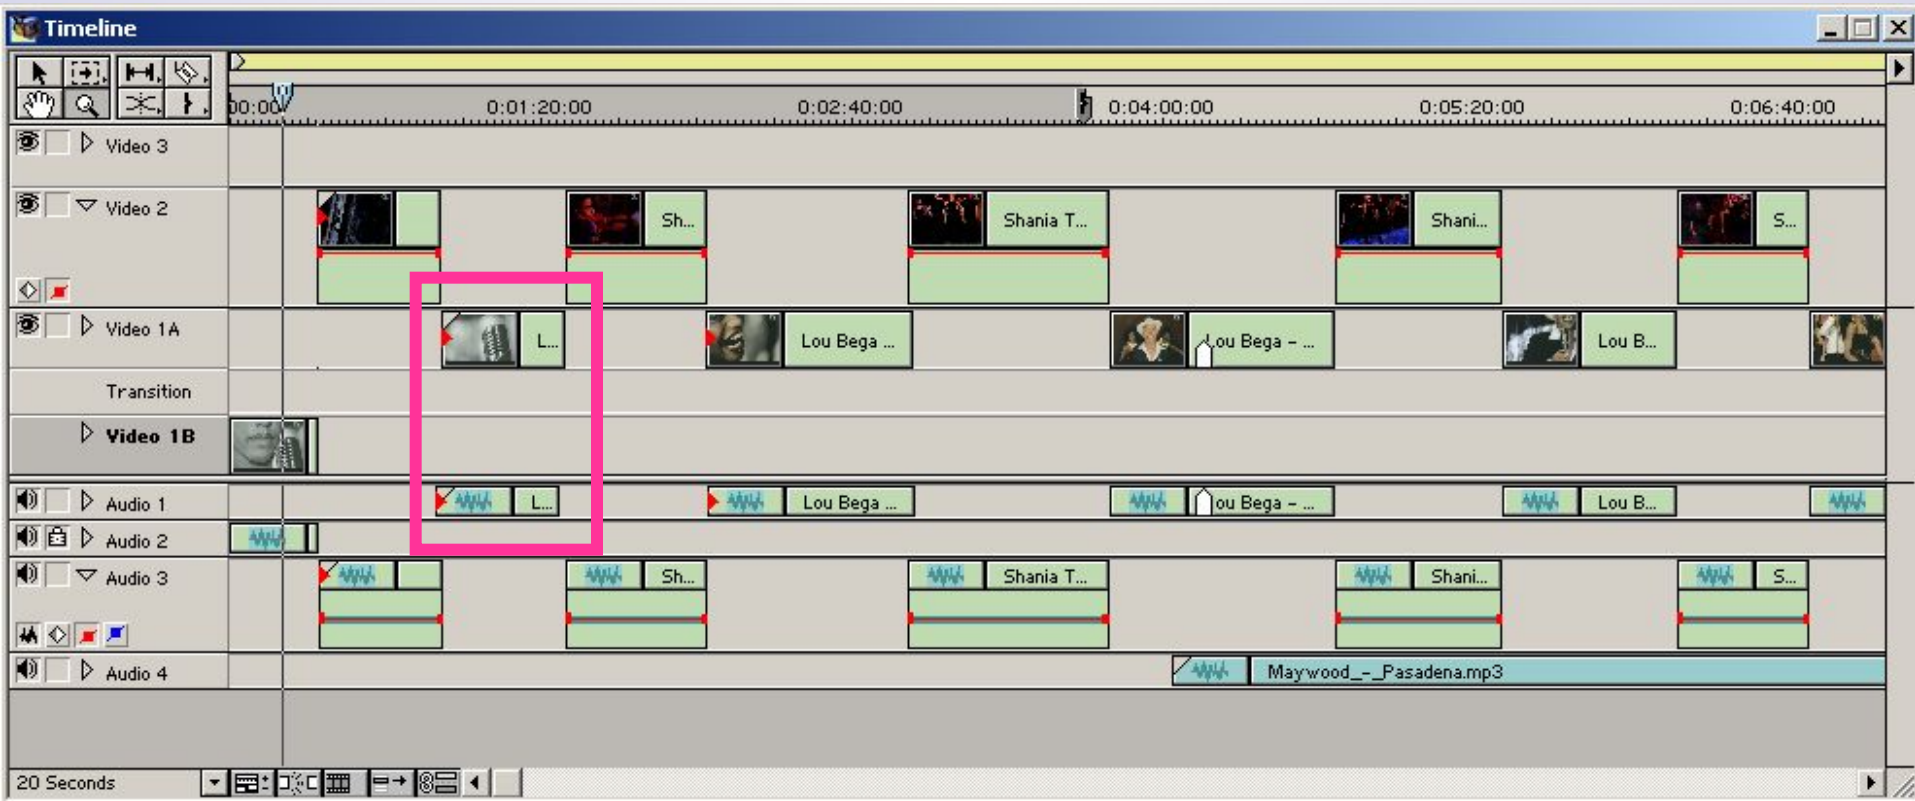 Timeline
00:00 0:01:20:00 0:02:40:00 0:04:00:00 0:05:20:00 0:06:40:00
Video 3
Video 2 Sh... Shania T... Shani... S...
Video 1A L... Lou Bega ... Lou Bega - ... Lou B...
Transition
Video 1B
Audio 1 L... Lou Bega ... ou Bega - ... Lou B...
Audio 2
Audio 3 Sh... Shania T... Shani... S...
Audio 4 Maywood_-_Pasadena.mp3
20 Seconds